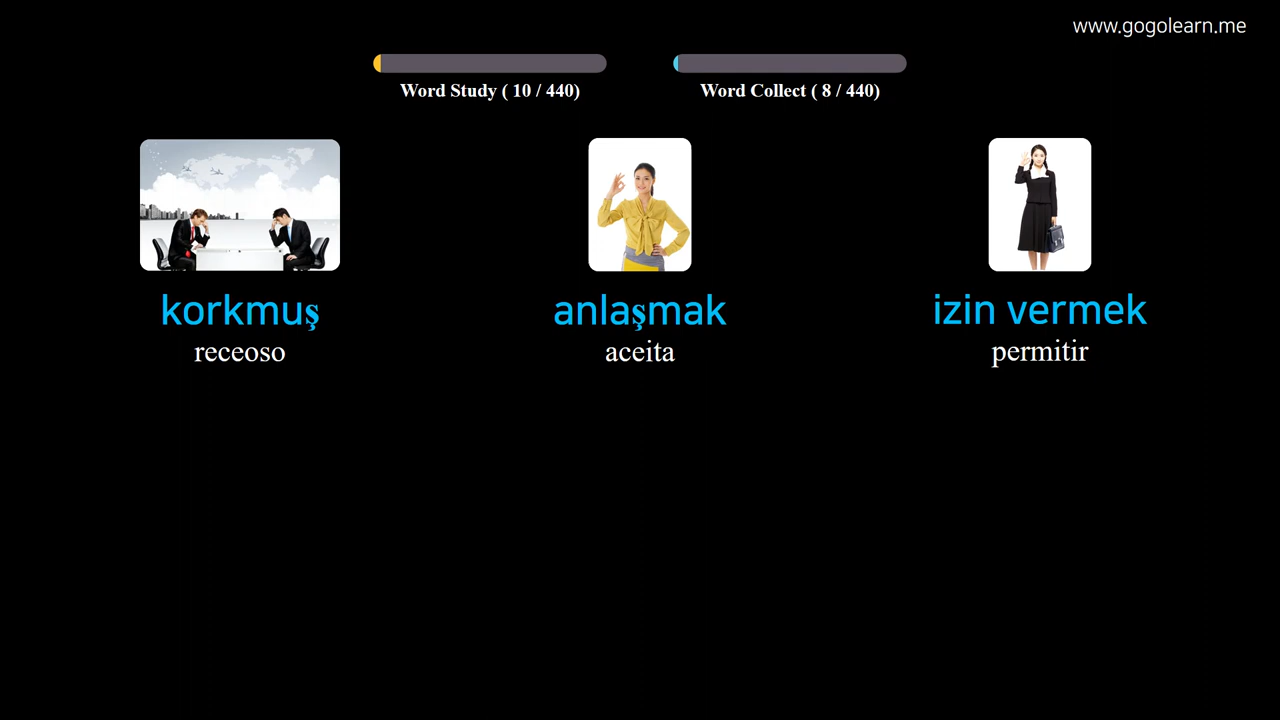 www.gogolearn.me
Word Study ( 10 / 440)
Word Collect ( 8 / 440)
korkmuş
receoso
anlaşmak
aceita
izin vermek
permitir